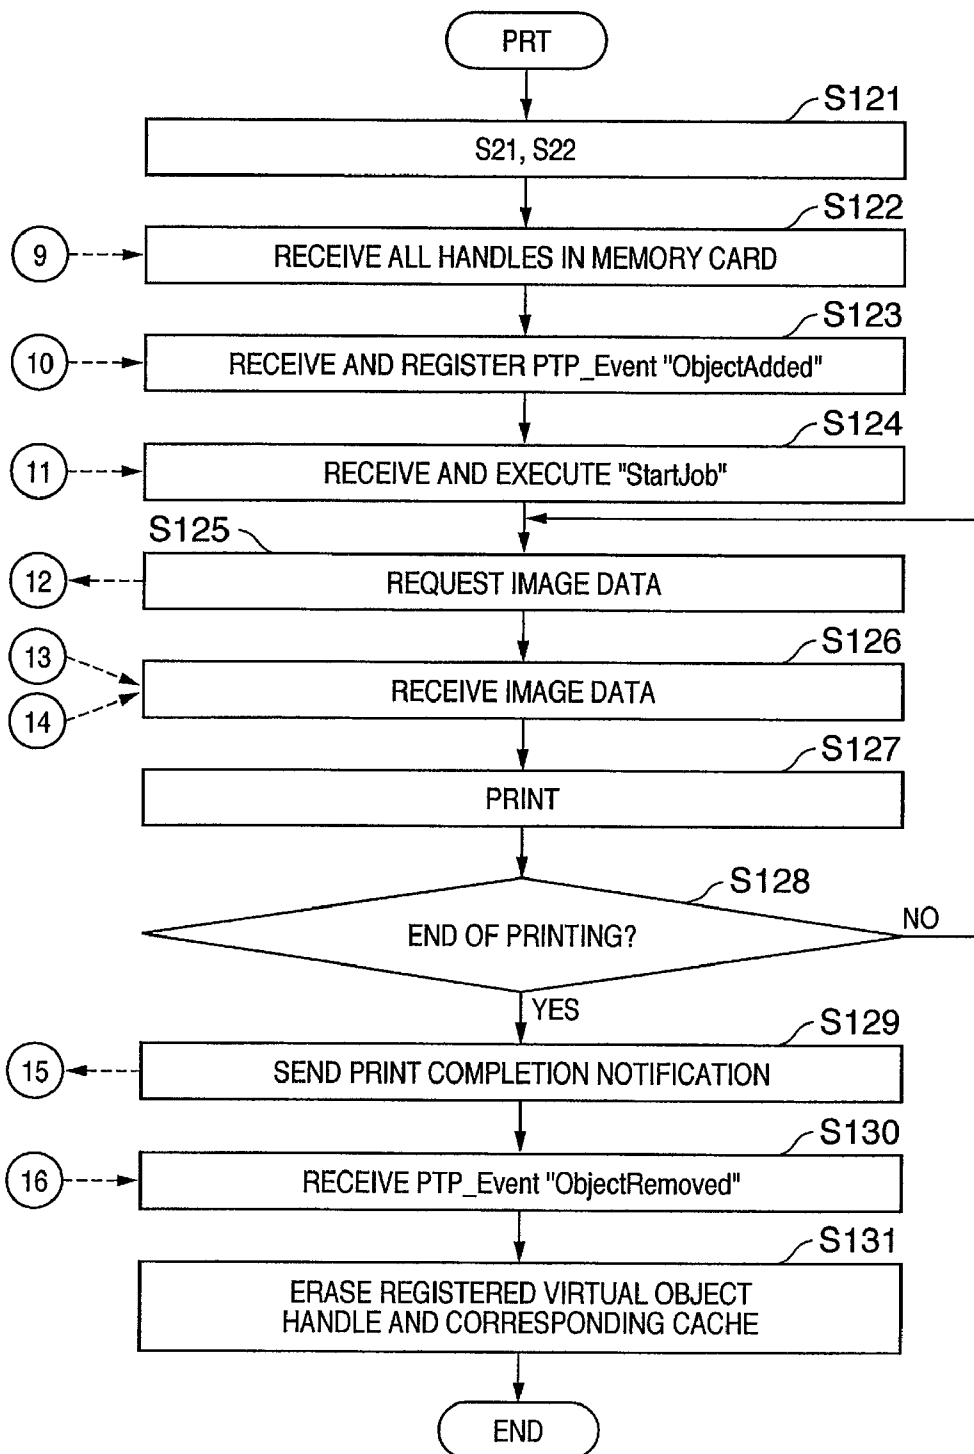 PRT
S121
S21, S22
S122
9
RECEIVE ALL HANDLES IN MEMORY CARD
S123
10
RECEIVE AND REGISTER PTP_Event "ObjectAdded"
S124
11
RECEIVE AND EXECUTE "StartJob"
S125
12
REQUEST IMAGE DATA
13
S126
RECEIVE IMAGE DATA
14
S127
PRINT
S128
END OF PRINTING?
NO
YES
S129
15
SEND PRINT COMPLETION NOTIFICATION
S130
16
RECEIVE PTP_Event "ObjectRemoved"
S131
ERASE REGISTERED VIRTUAL OBJECT
HANDLE AND CORRESPONDING CACHE
END